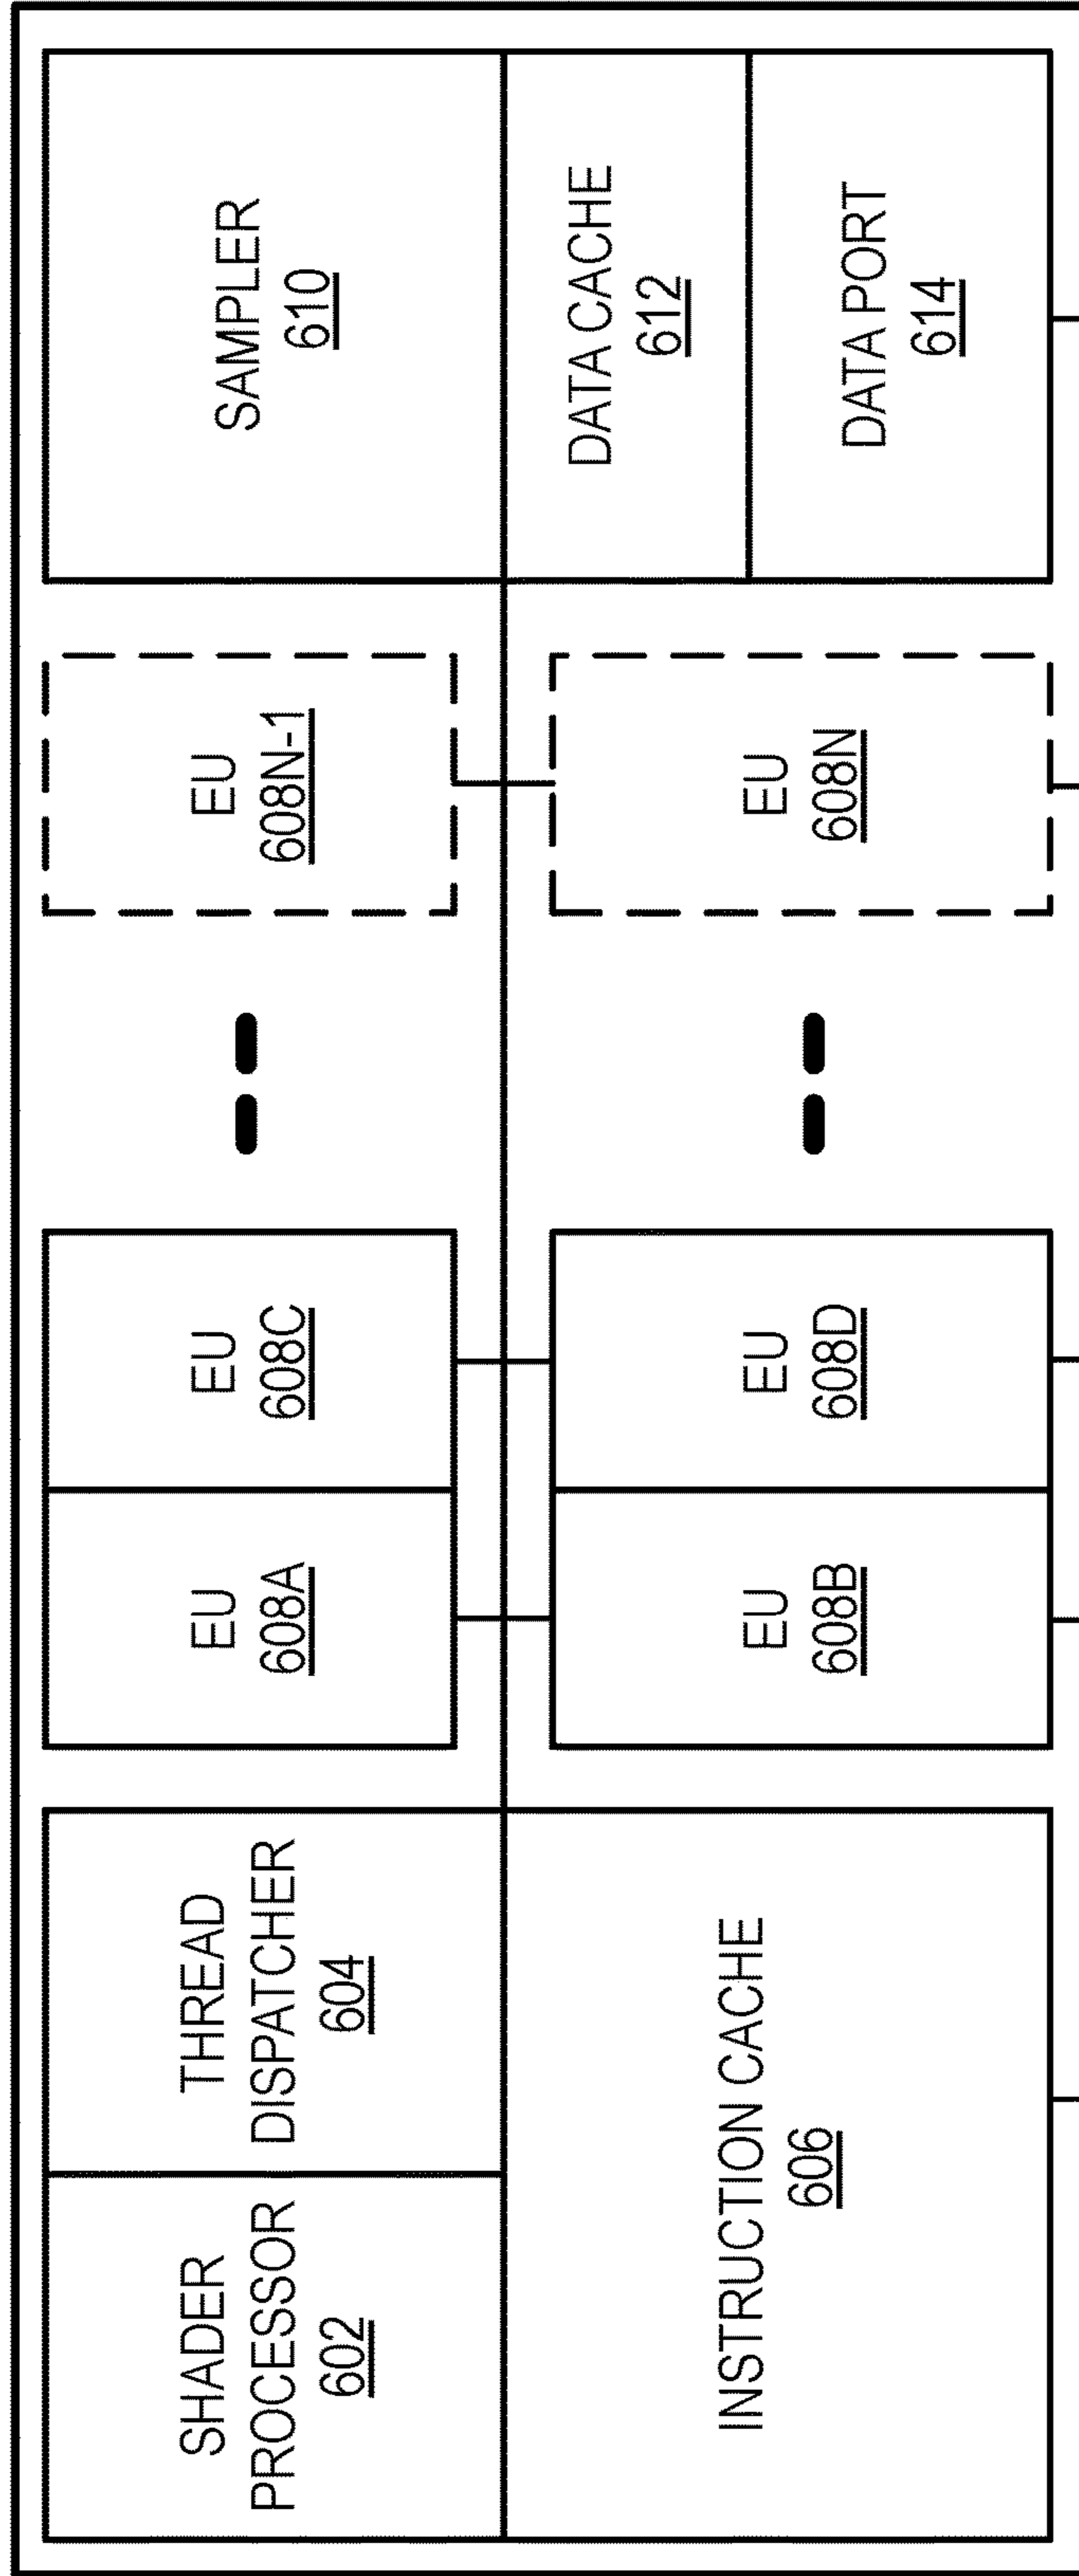 SHADER
PROCESSOR
602
THREAD
DISPATCHER
604
INSTRUCTION CACHE
606
EU
608A
EU
608C
EU
608B
EU
608D
EU
608N-1
EU
608N
SAMPLER
610
DATA CACHE
612
DATA PORT
614